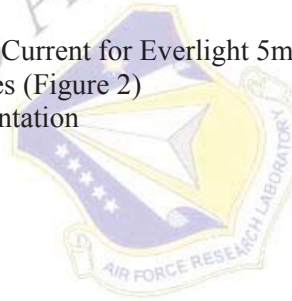 Current for Everlight 5m
es (Figure 2)
ntation
AIR FORCE RESEARCH LABORATORY